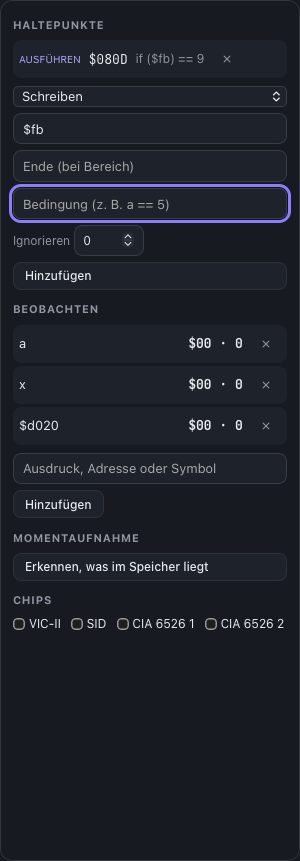 HALTEPUNKTE
AUSFÜHREN $080D if ($fb) == 9 ×
Schreiben
$fb
Ende (bei Bereich)
Bedingung (z. B. a == 5)
Ignorieren 0
Hinzufügen
BEOBACHTEN
a $00 · 0 ×
x $00 · 0 ×
$d020 $00 · 0 ×
Ausdruck, Adresse oder Symbol
Hinzufügen
MOMENTAUFNAHME
Erkennen, was im Speicher liegt
CHIPS
VIC-II SID CIA 6526 1 CIA 6526 2